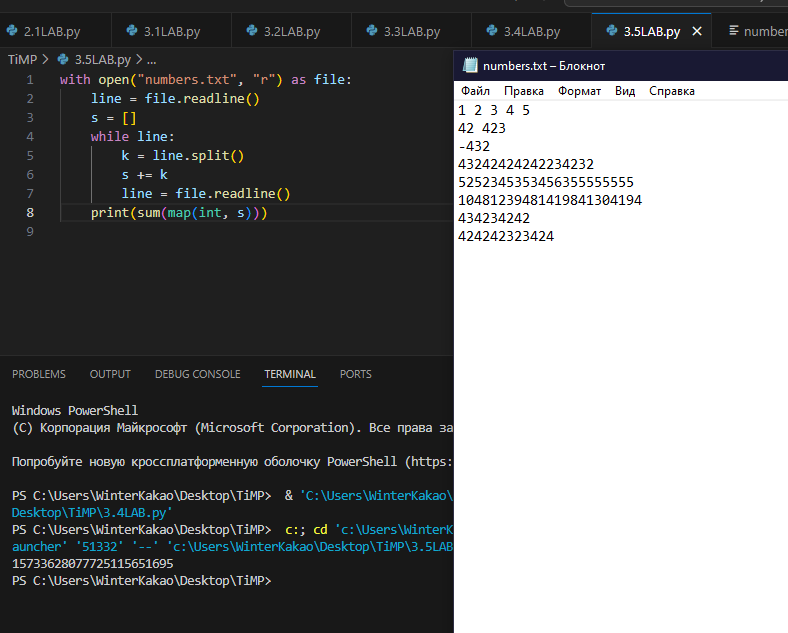 2.1LAB.py 3.1LAB.py 3.2LAB.py 3.3LAB.py 3.4LAB.py 3.5LAB.py number
TiMP > 3.5LAB.py > ...
1 with open("numbers.txt", "r") as file:
2 line = file.readline()
3 s = []
4 while line:
5 k = line.split()
6 s += k
7 line = file.readline()
8 print(sum(map(int, s)))
9
numbers.txt – Блокнот
Файл Правка Формат Вид Справка
1 2 3 4 5
42 423
-432
43242424242234232
5252345353456355555555
10481239481419841304194
434234242
424242323424
PROBLEMS OUTPUT DEBUG CONSOLE TERMINAL PORTS
Windows PowerShell
(C) Корпорация Майкрософт (Microsoft Corporation). Все права за
Попробуйте новую кроссплатформенную оболочку PowerShell (https:
PS C:\Users\WinterKakao\Desktop\TiMP> & 'C:\Users\WinterKakao\
Desktop\TiMP\3.4LAB.py'
PS C:\Users\WinterKakao\Desktop\TiMP> c:; cd 'c:\Users\WinterK
auncher' '51332' '--' 'c:\Users\WinterKakao\Desktop\TiMP\3.5LAB
15733628077725115651695
PS C:\Users\WinterKakao\Desktop\TiMP>